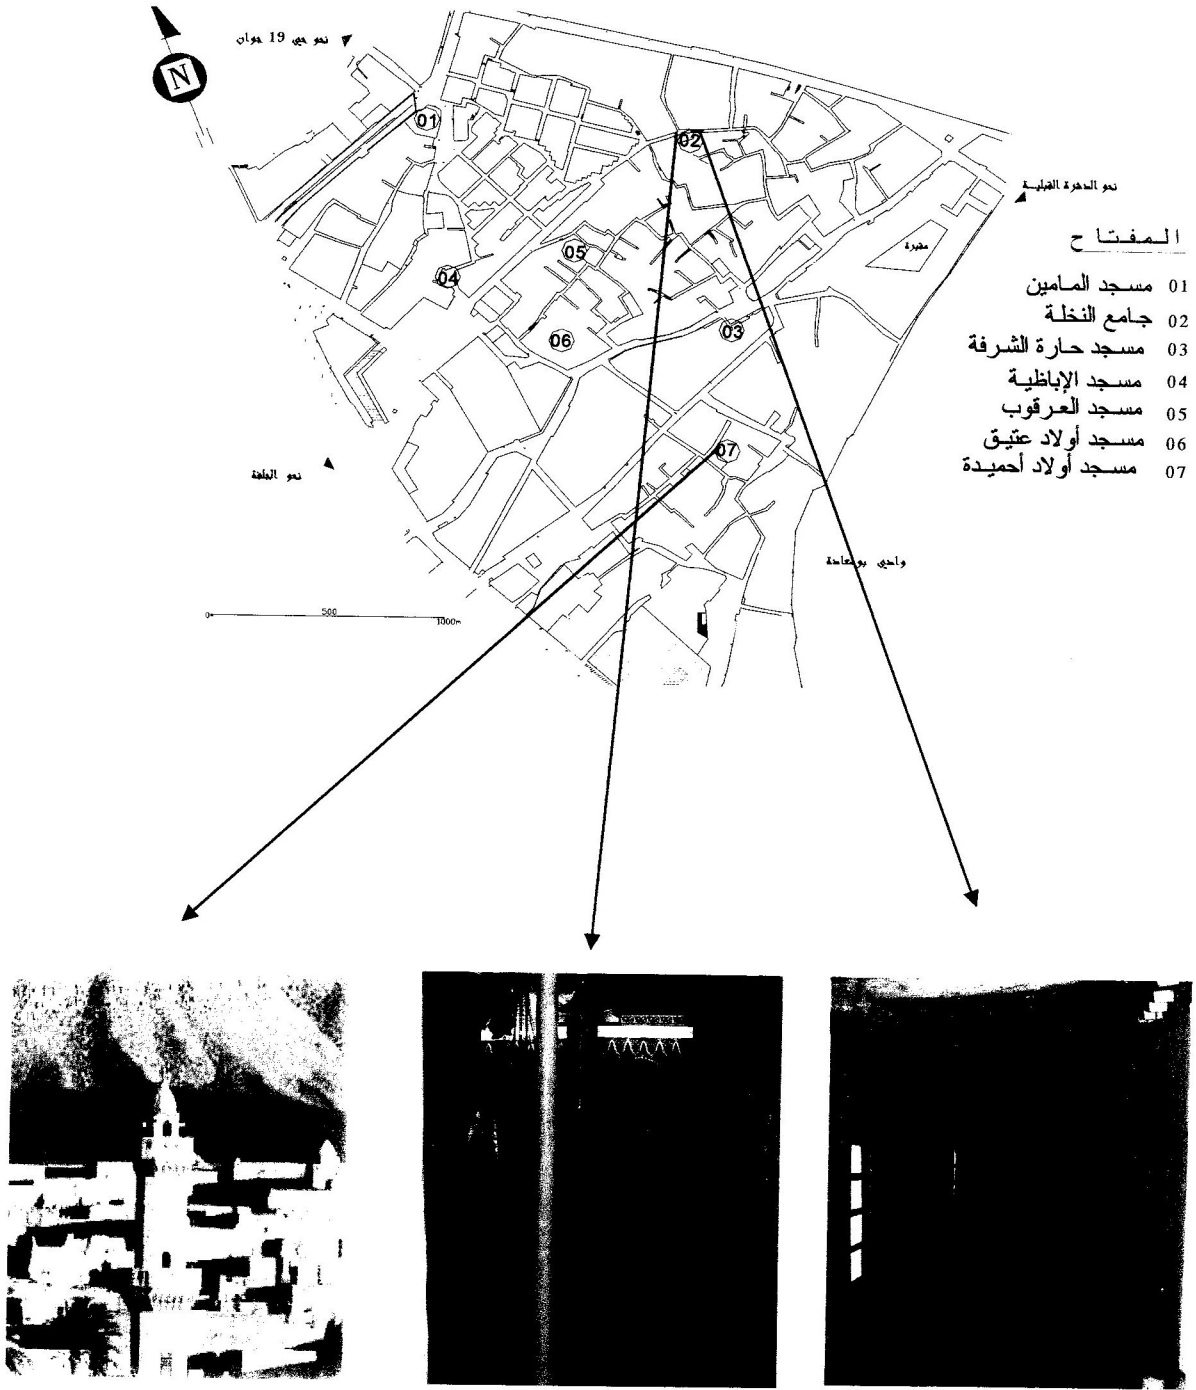 نحو حي 19 جوان
N
01
02
نحو الدهرة القبلية
المفتاح
مقبرة
05
04
01 مسجد المامين
02 جامع النخلة
03
06
03 مسجد حارة الشرفة
04 مسجد الإباظية
05 مسجد العرقوب
06 مسجد أولاد عتيق
07
07 مسجد أولاد أحميدة
نحو الجلفة
وادي بوسعادة
0 500 1000m